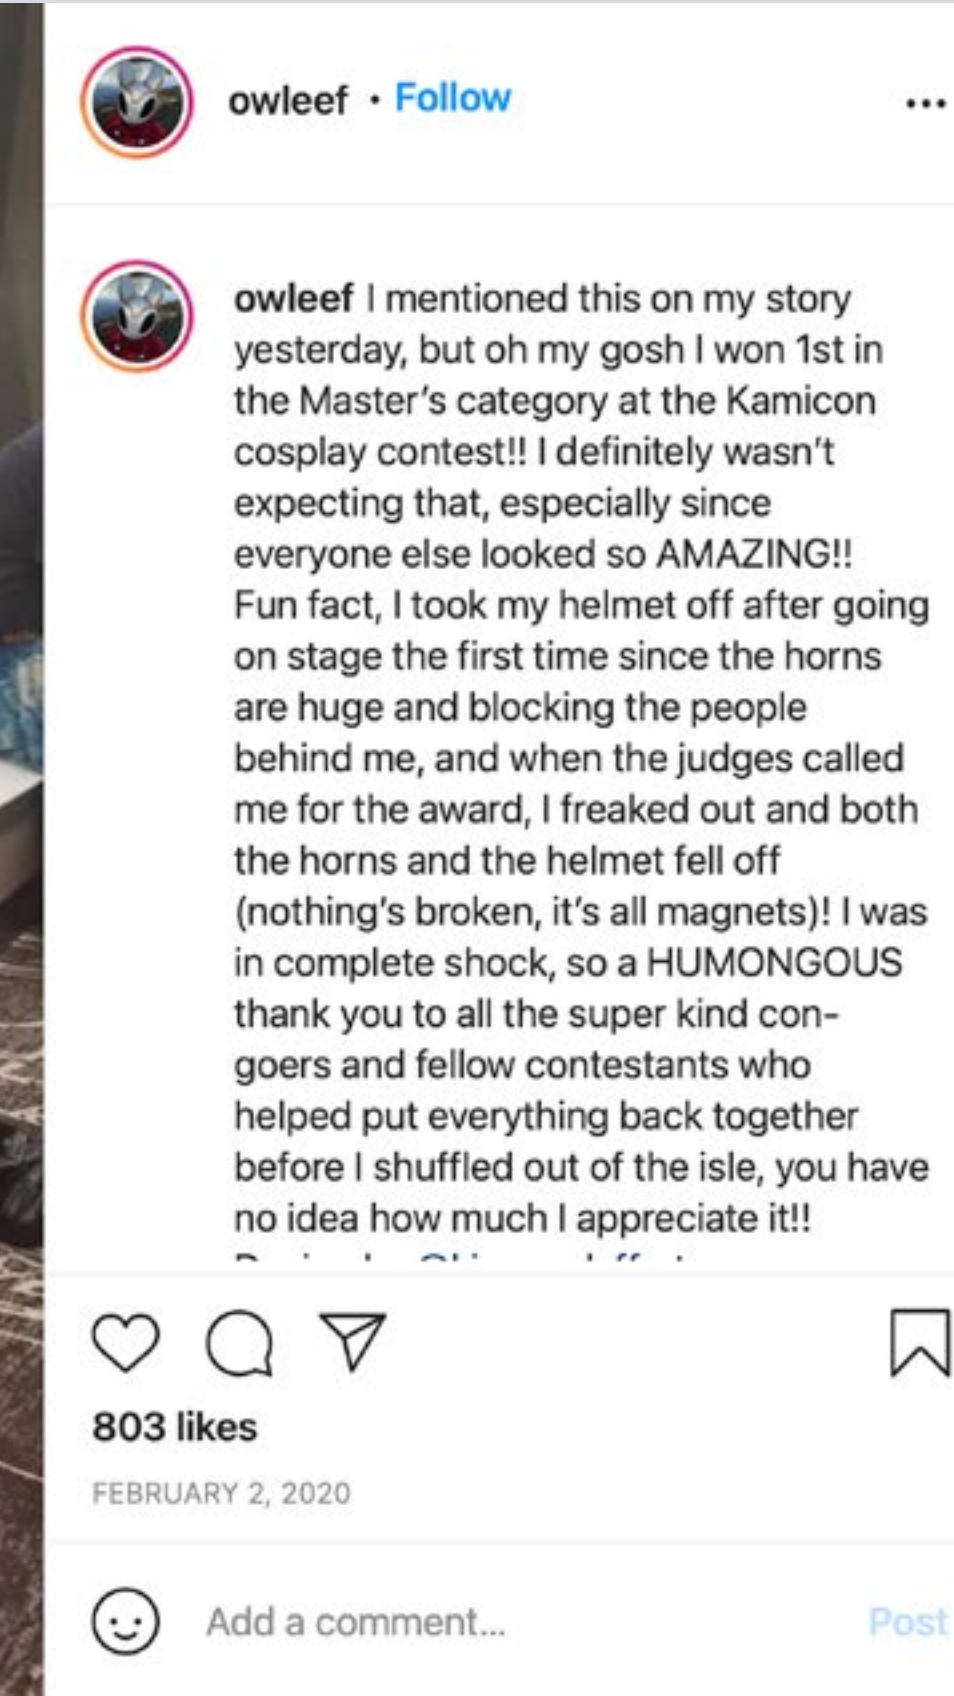 owleef • Follow
owleef I mentioned this on my story
yesterday, but oh my gosh I won 1st in
the Master's category at the Kamicon
cosplay contest!! I definitely wasn't
expecting that, especially since
everyone else looked so AMAZING!!
Fun fact, I took my helmet off after going
on stage the first time since the horns
are huge and blocking the people
behind me, and when the judges called
me for the award, I freaked out and both
the horns and the helmet fell off
(nothing's broken, it's all magnets)! I was
in complete shock, so a HUMONGOUS
thank you to all the super kind con-
goers and fellow contestants who
helped put everything back together
before I shuffled out of the isle, you have
no idea how much I appreciate it!!
803 likes
FEBRUARY 2, 2020
Add a comment...
Post